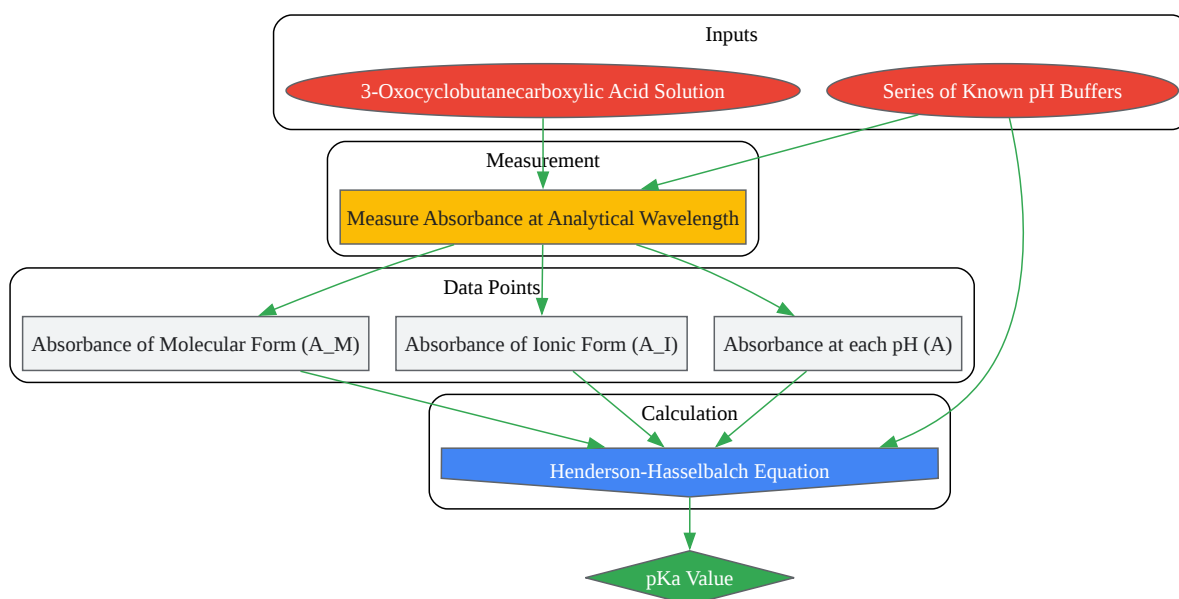 Inputs
3-Oxocyclobutanecarboxylic Acid Solution
Series of Known pH Buffers
Measurement
Measure Absorbance at Analytical Wavelength
Data Points
Absorbance of Molecular Form (A_M)
Absorbance of Ionic Form (A_I)
Absorbance at each pH (A)
Calculation
Henderson-Hasselbalch Equation
pKa Value